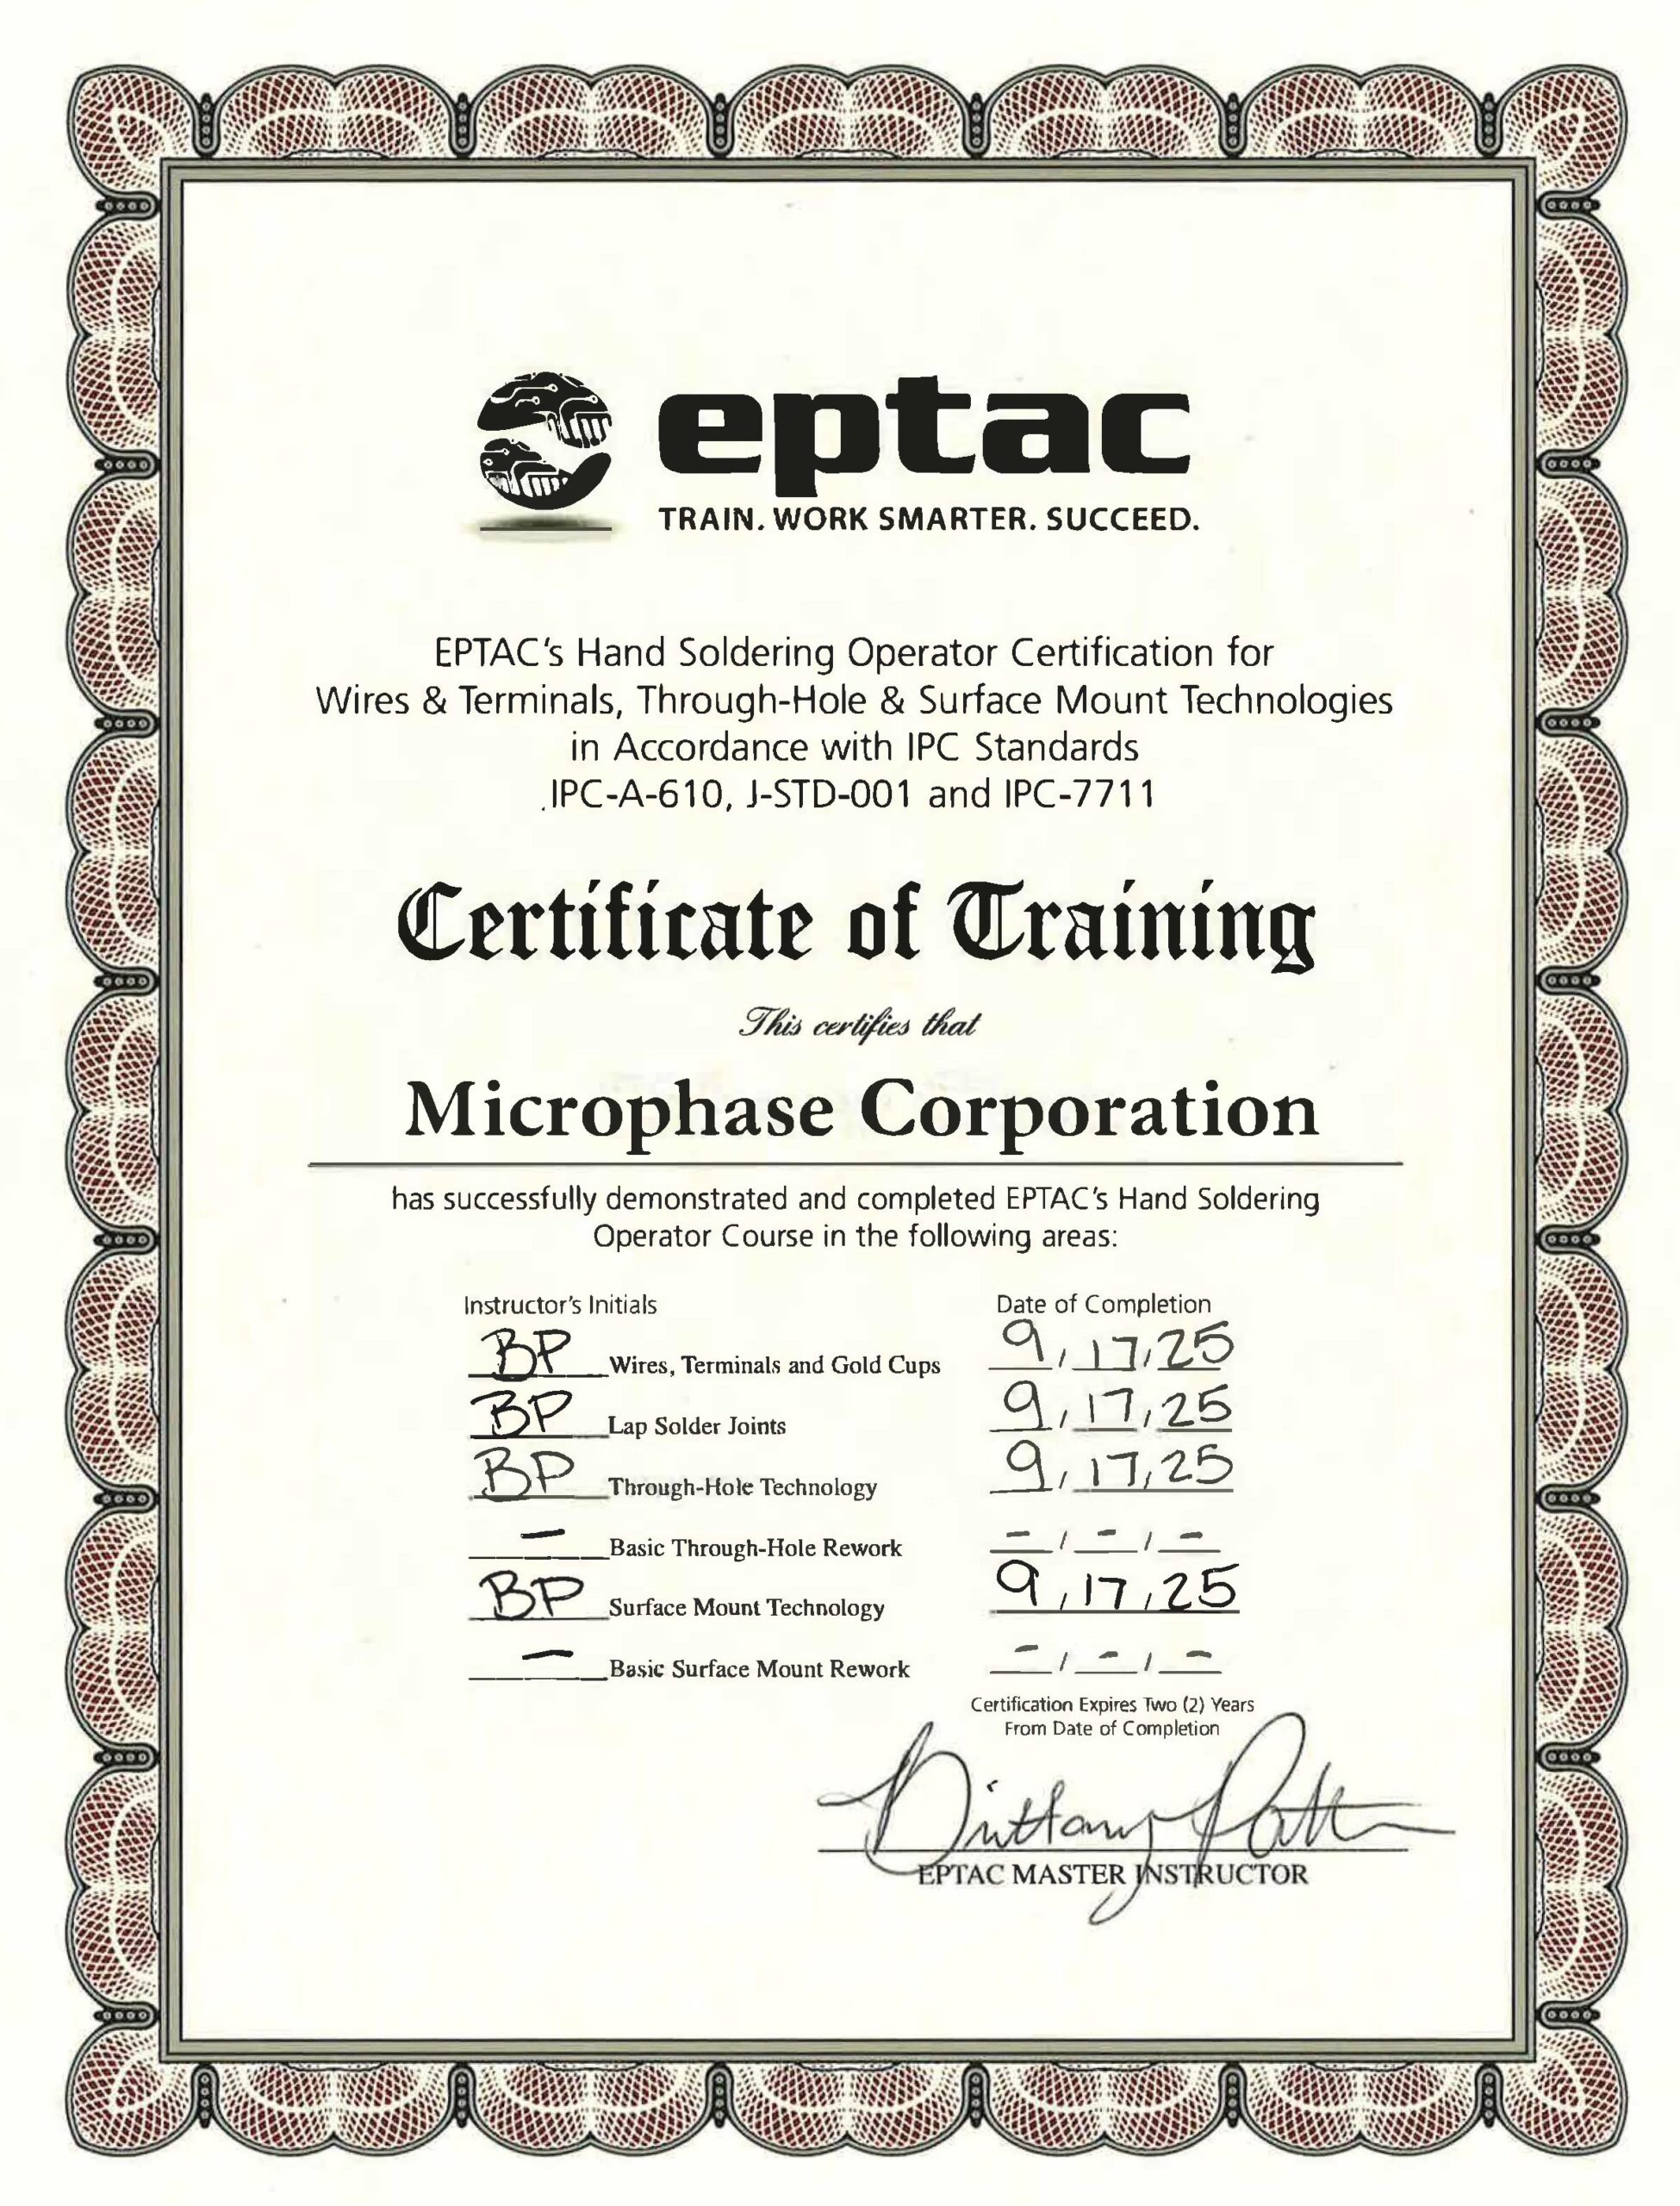 eptac
TRAIN. WORK SMARTER. SUCCEED.
EPTAC's Hand Soldering Operator Certification for
Wires & Terminals, Through-Hole & Surface Mount Technologies
in Accordance with IPC Standards
IPC-A-610, J-STD-001 and IPC-7711
Certificate of Training
This certifies that
Microphase Corporation
has successfully demonstrated and completed EPTAC's Hand Soldering
Operator Course in the following areas:
Instructor's Initials Date of Completion
BP Wires, Terminals and Gold Cups 9/17/25
BP Lap Solder Joints 9/17/25
BP Through-Hole Technology 9/17/25
- Basic Through-Hole Rework -/-/-
BP Surface Mount Technology 9/17/25
- Basic Surface Mount Rework -/-/-
Certification Expires Two (2) Years
From Date of Completion
Brittany
EPTAC MASTER INSTRUCTOR